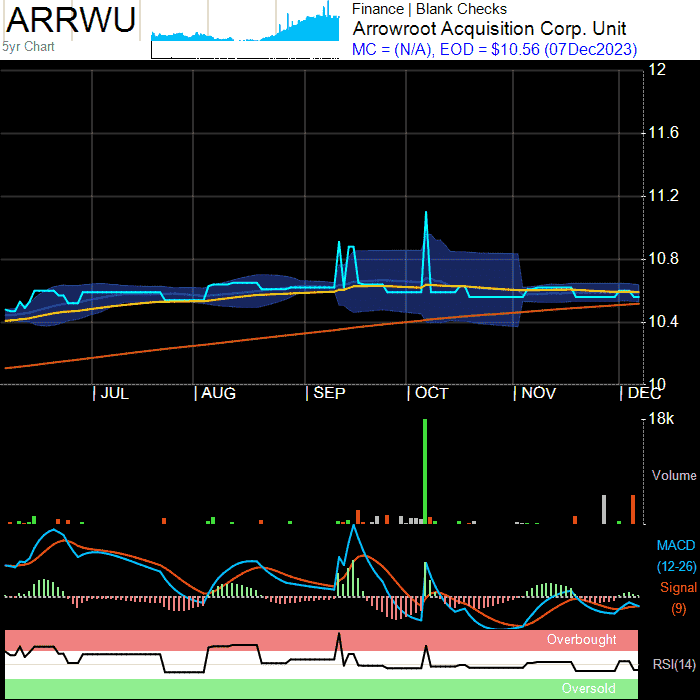 ARRWU
5yr Chart
Finance | Blank Checks
Arrowroot Acquisition Corp. Unit
MC = (N/A), EOD = $10.56 (07Dec2023)
12
11.6
11.2
10.8
10.4
10
JUL
AUG
SEP
OCT
NOV
DEC
18k
Volume
MACD
(12-26)
Signal
(9)
Overbought
RSI(14)
Oversold